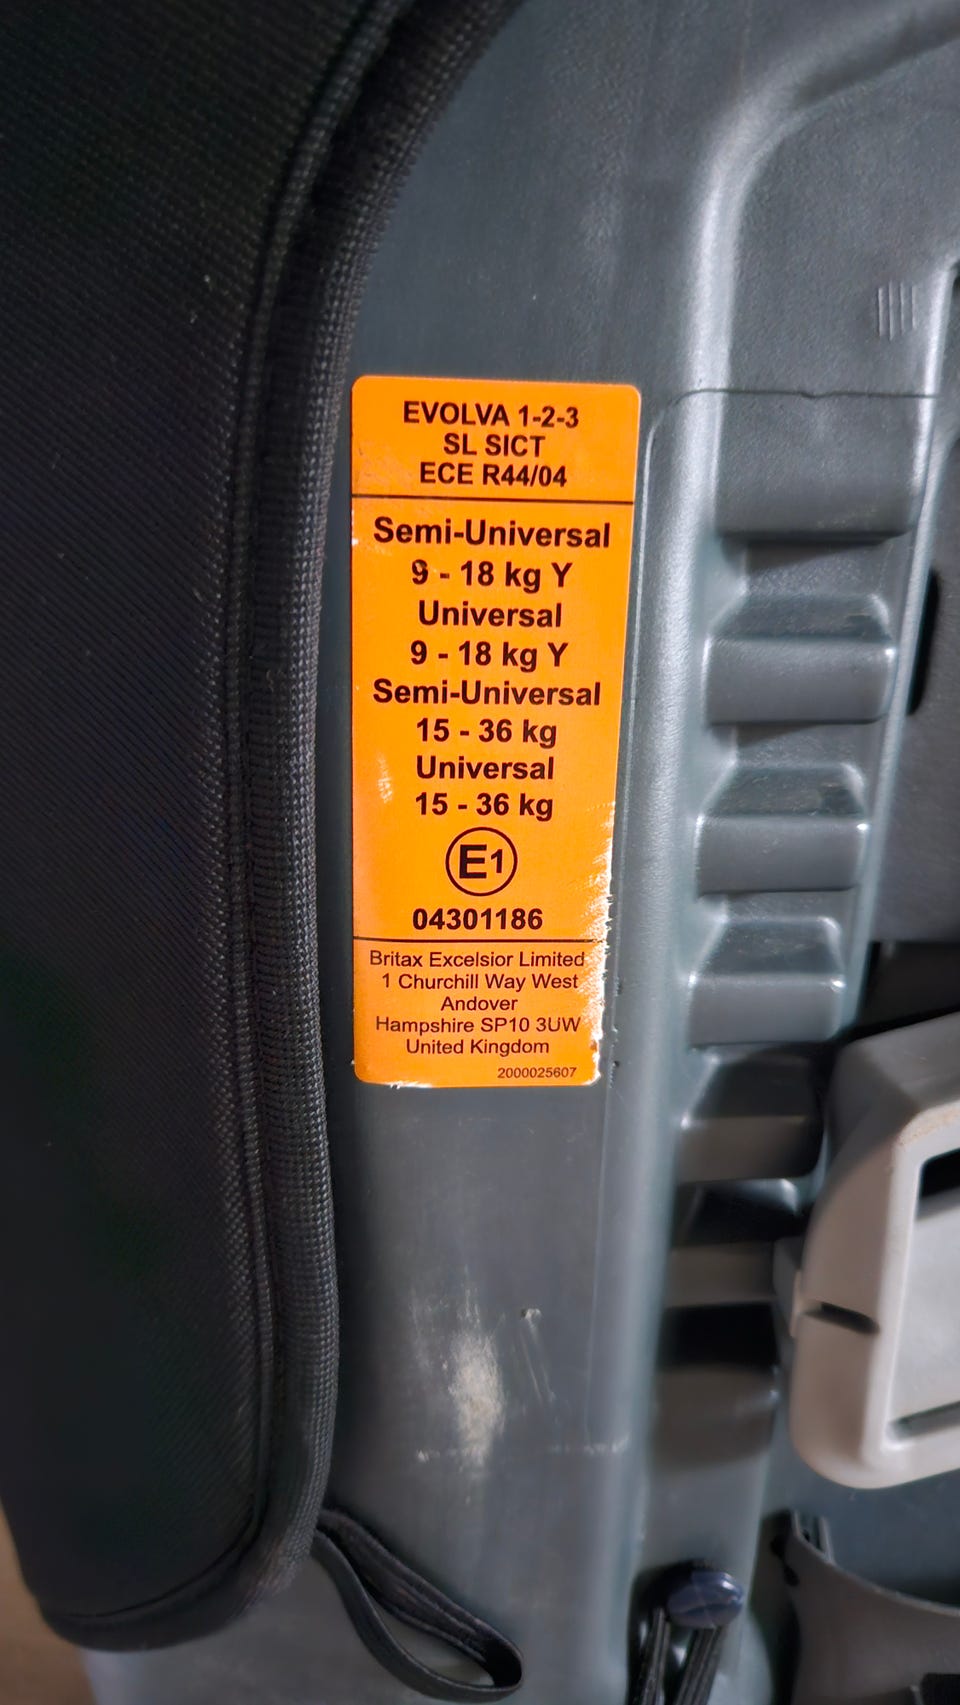 EVOLVA 1-2-3
SL SICT
ECE R44/04
Semi-Universal
9 - 18 kg Y
Universal
9 - 18 kg Y
Semi-Universal
15 - 36 kg
Universal
15 - 36 kg
E1
04301186
Britax Excelsior Limited
1 Churchill Way West
Andover
Hampshire SP10 3UW
United Kingdom
2000025607